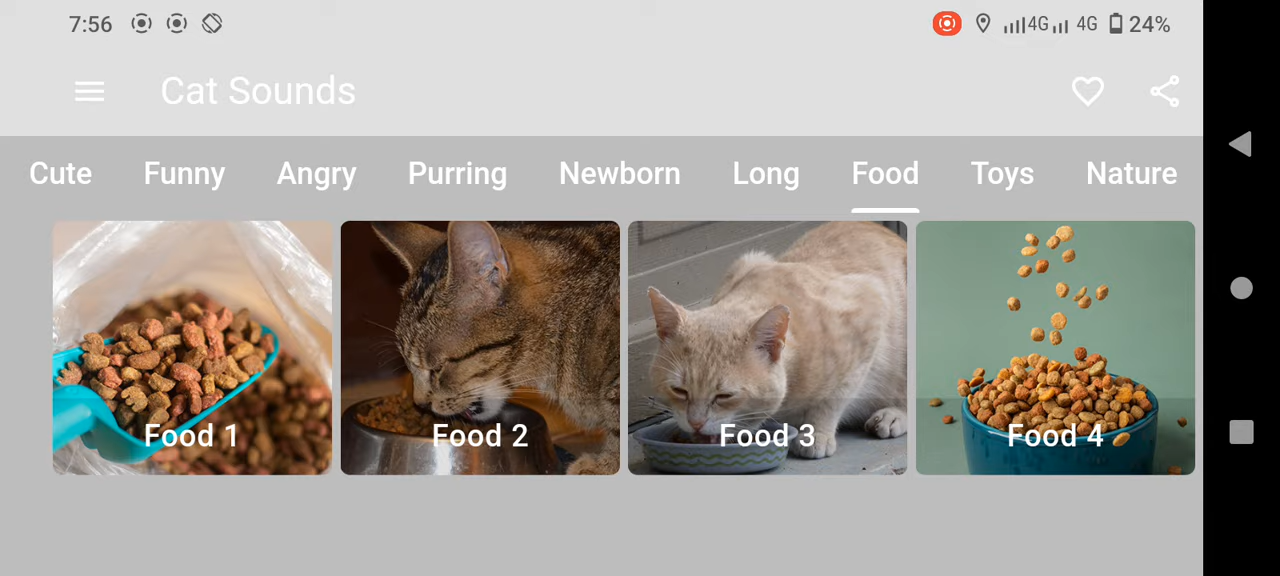 7:56 4G 4G 24%
Cat Sounds
Cute Funny Angry Purring Newborn Long Food Toys Nature
Food 1 Food 2 Food 3 Food 4